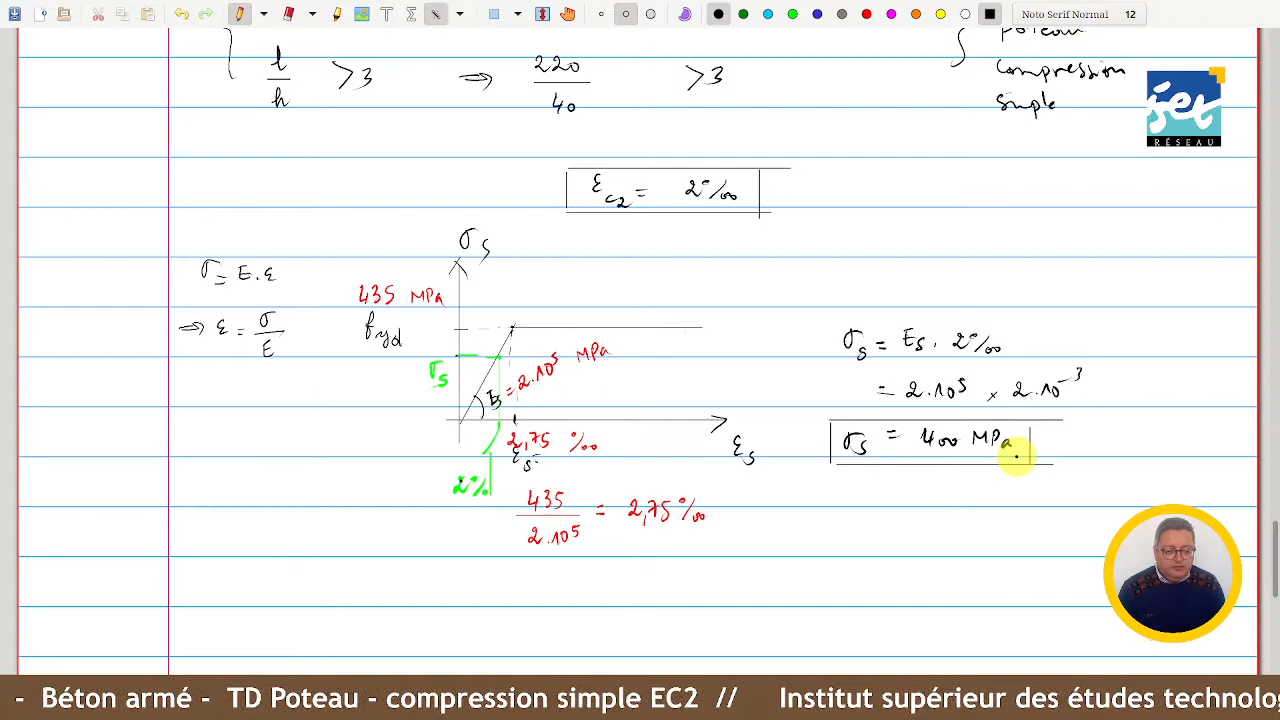 Noto Serif Normal 12
poteau
l/h >3 ⟹ 220/40 >3
compression
simple
iset
RÉSEAU
εc2 = 2‰
σs
σ = E.ε
435 MPa
⟹ ε = σ/E
fyd
σs
Es = 2.10⁵ MPa
σs = Es . 2‰
= 2.10⁵ × 2.10⁻³
σs = 400 MPa
2,75 ‰
εs
εs
2‰
435/2.10⁵ = 2,75‰
- Béton armé - TD Poteau - compression simple EC2 // Institut supérieur des études technolog